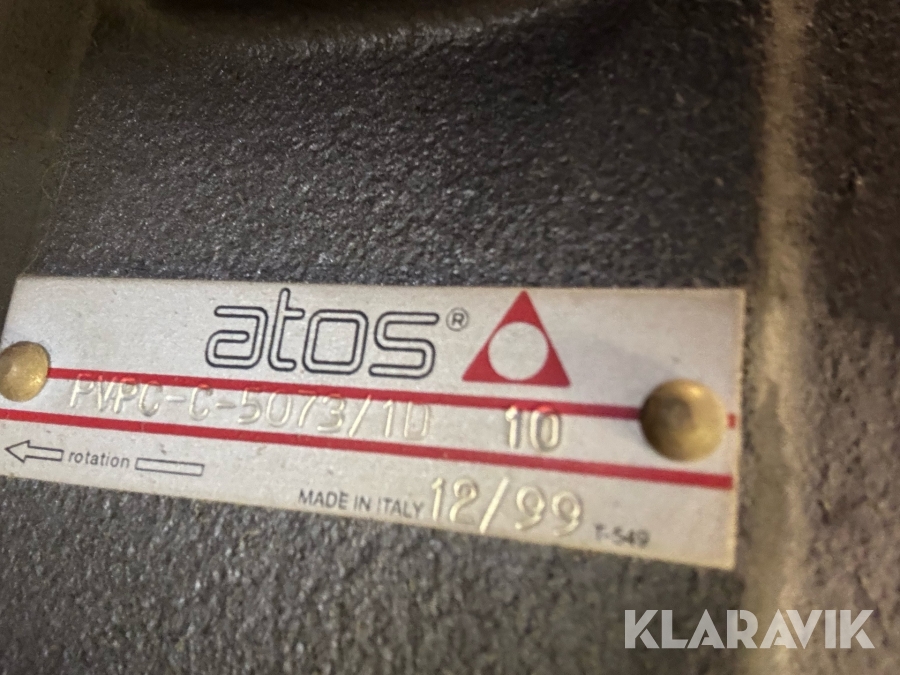 atos®
PVPC-C-5073/1D 10
rotation
MADE IN ITALY 12/99 T-549
KLARAVIK